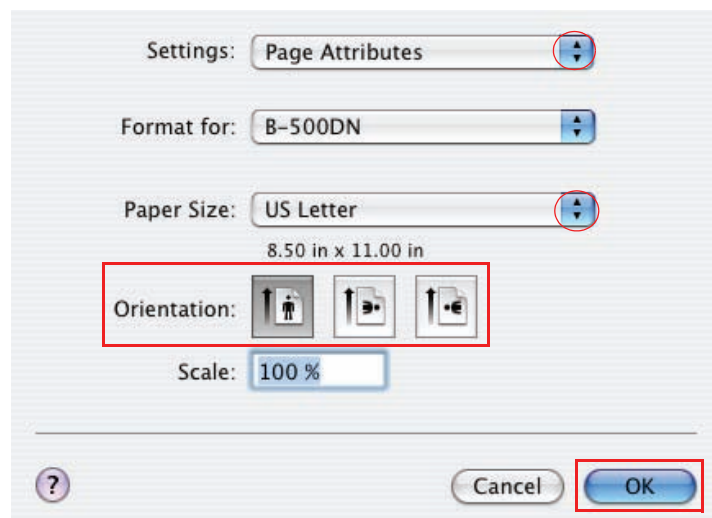 Settings: Page Attributes
Format for: B-500DN
Paper Size: US Letter
8.50 in x 11.00 in
Orientation:
Scale: 100 %
? Cancel OK